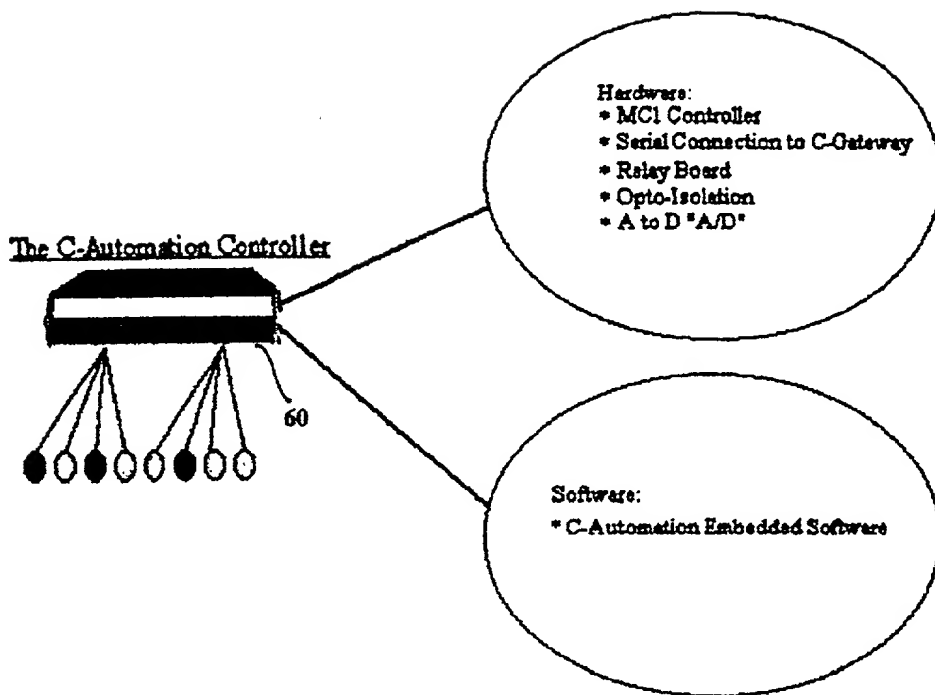 Hardware:
* MC1 Controller
* Serial Connection to C-Gateway
* Relay Board
* Opto-Isolation
* A to D "A/D"
The C-Automation Controller
60
Software:
* C-Automation Embedded Software